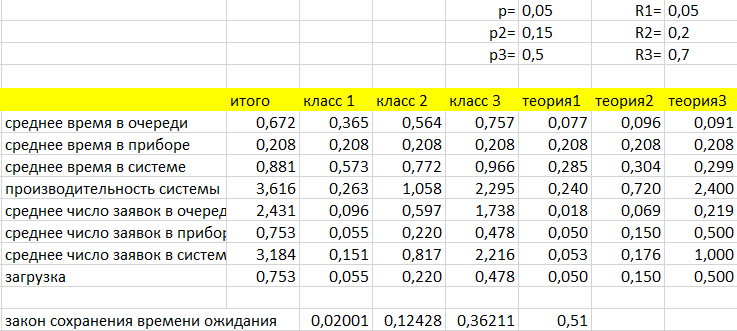 p= 0,05 R1= 0,05
p2= 0,15 R2= 0,2
p3= 0,5 R3= 0,7
итого класс 1 класс 2 класс 3 теория1 теория2 теория3
среднее время в очереди 0,672 0,365 0,564 0,757 0,077 0,096 0,091
среднее время в приборе 0,208 0,208 0,208 0,208 0,208 0,208 0,208
среднее время в системе 0,881 0,573 0,772 0,966 0,285 0,304 0,299
производительность системы 3,616 0,263 1,058 2,295 0,240 0,720 2,400
среднее число заявок в очеред 2,431 0,096 0,597 1,738 0,018 0,069 0,219
среднее число заявок в прибор 0,753 0,055 0,220 0,478 0,050 0,150 0,500
среднее число заявок в систем 3,184 0,151 0,817 2,216 0,053 0,176 1,000
загрузка 0,753 0,055 0,220 0,478 0,050 0,150 0,500
закон сохранения времени ожидания 0,02001 0,12428 0,36211 0,51